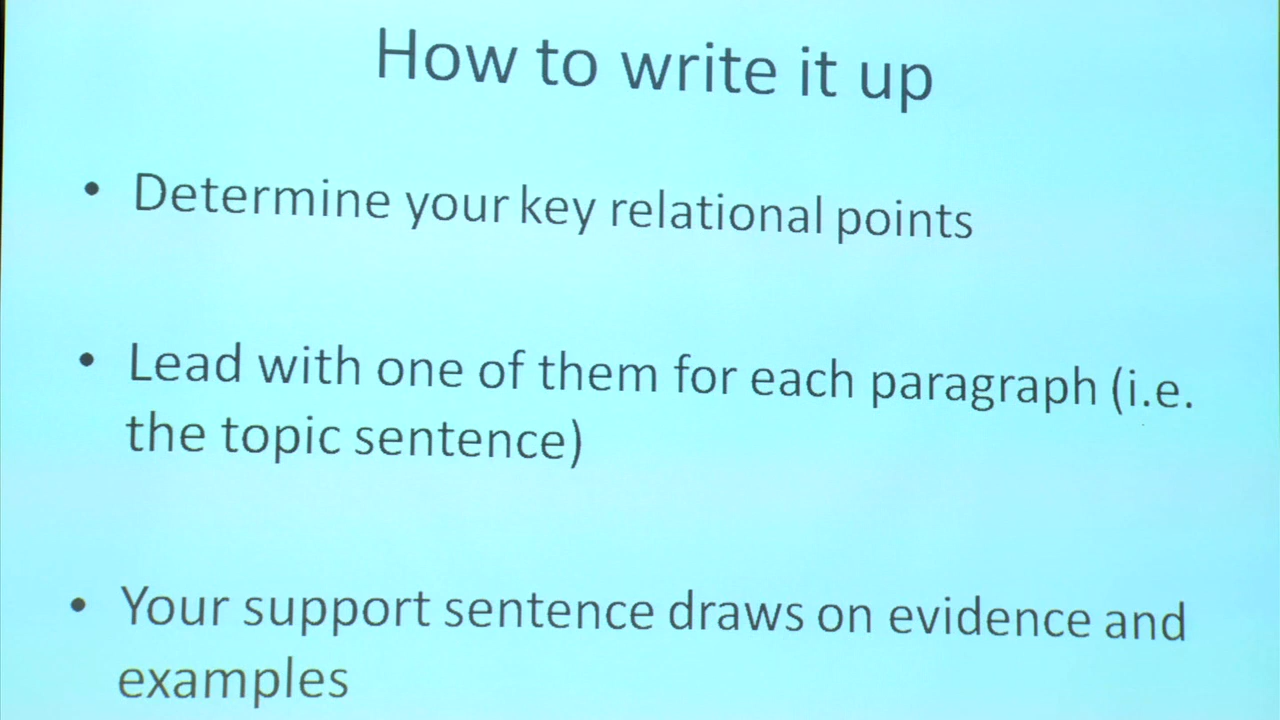 How to write it up
• Determine your key relational points
• Lead with one of them for each paragraph (i.e.
the topic sentence)
• Your support sentence draws on evidence and
examples